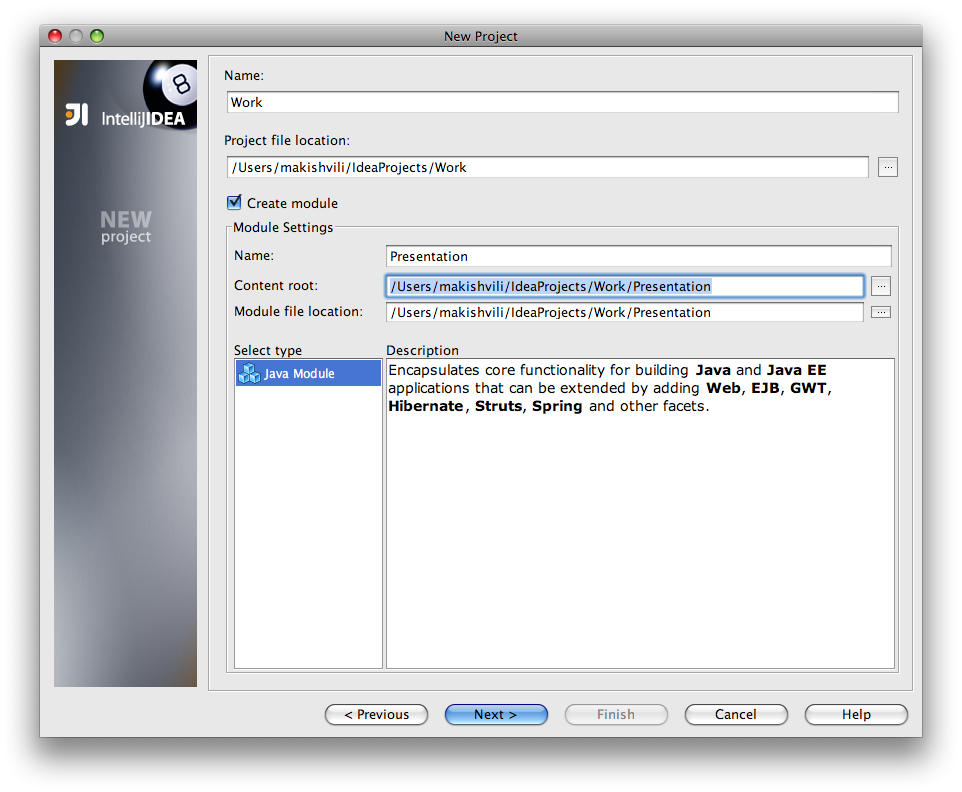 New Project
8
IntelliJIDEA
NEW
project
Name:
Work
Project file location:
/Users/makishvili/IdeaProjects/Work
...
Create module
Module Settings
Name:
Presentation
Content root:
/Users/makishvili/IdeaProjects/Work/Presentation
...
Module file location:
/Users/makishvili/IdeaProjects/Work/Presentation
...
Select type
Java Module
Description
Encapsulates core functionality for building Java and Java EE
applications that can be extended by adding Web, EJB, GWT,
Hibernate, Struts, Spring and other facets.
< Previous
Next >
Finish
Cancel
Help